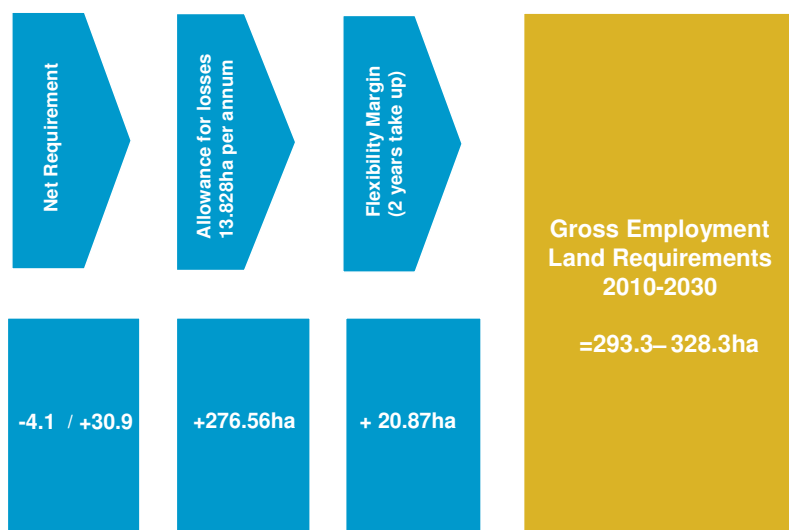 Net Requirement
Allowance for losses
13.828ha per annum
Flexibility Margin
(2 years take up)
Gross Employment
Land Requirements
2010-2030
=293.3– 328.3ha
-4.1 / +30.9
+276.56ha
+ 20.87ha